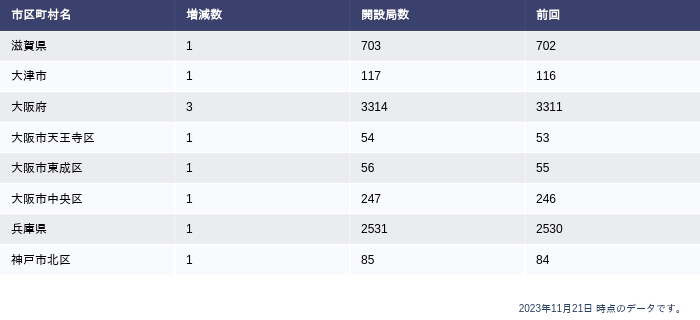 市区町村名 増減数 開設局数 前回
滋賀県 1 703 702
大津市 1 117 116
大阪府 3 3314 3311
大阪市天王寺区 1 54 53
大阪市東成区 1 56 55
大阪市中央区 1 247 246
兵庫県 1 2531 2530
神戸市北区 1 85 84
2023年11月21日 時点のデータです。